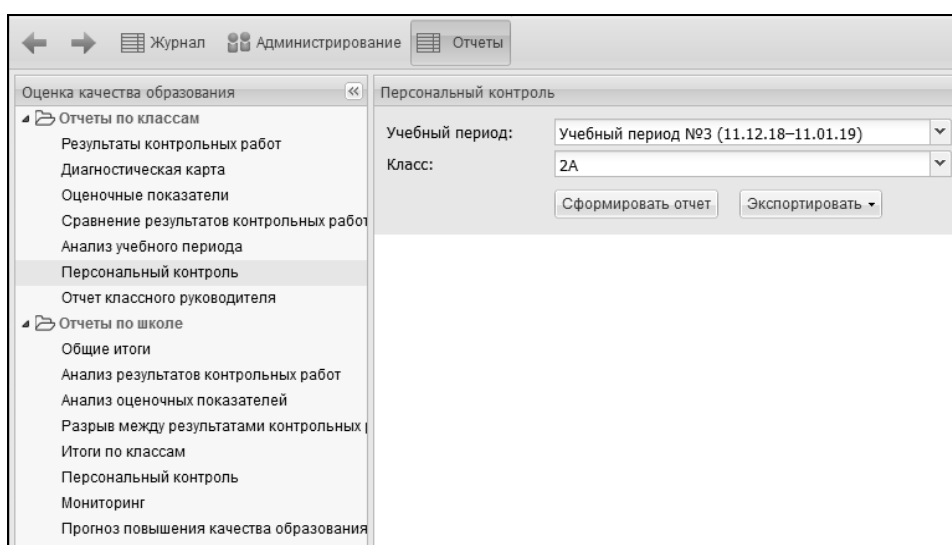 Журнал Администрирование Отчеты
Оценка качества образования
Отчеты по классам
Результаты контрольных работ
Диагностическая карта
Оценочные показатели
Сравнение результатов контрольных работ
Анализ учебного периода
Персональный контроль
Отчет классного руководителя
Отчеты по школе
Общие итоги
Анализ результатов контрольных работ
Анализ оценочных показателей
Разрыв между результатами контрольных
Итоги по классам
Персональный контроль
Мониторинг
Прогноз повышения качества образования
Персональный контроль
Учебный период: Учебный период №3 (11.12.18–11.01.19)
Класс: 2А
Сформировать отчет Экспортировать